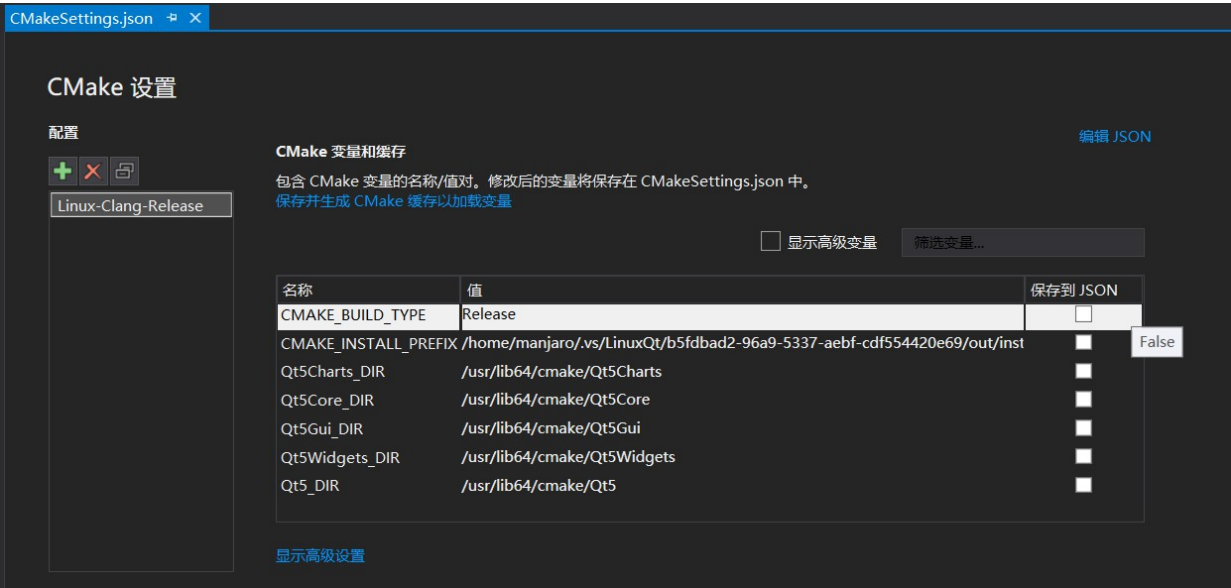 CMakeSettings.json
CMake 设置
配置
编辑 JSON
CMake 变量和缓存
包含 CMake 变量的名称/值对。修改后的变量将保存在 CMakeSettings.json 中。
保存并生成 CMake 缓存以加载变量
Linux-Clang-Release
显示高级变量 筛选变量...
名称 值 保存到 JSON
CMAKE_BUILD_TYPE Release
CMAKE_INSTALL_PREFIX /home/manjaro/.vs/LinuxQt/b5fdbad2-96a9-5337-aebf-cdf554420e69/out/inst
False
Qt5Charts_DIR /usr/lib64/cmake/Qt5Charts
Qt5Core_DIR /usr/lib64/cmake/Qt5Core
Qt5Gui_DIR /usr/lib64/cmake/Qt5Gui
Qt5Widgets_DIR /usr/lib64/cmake/Qt5Widgets
Qt5_DIR /usr/lib64/cmake/Qt5
显示高级设置